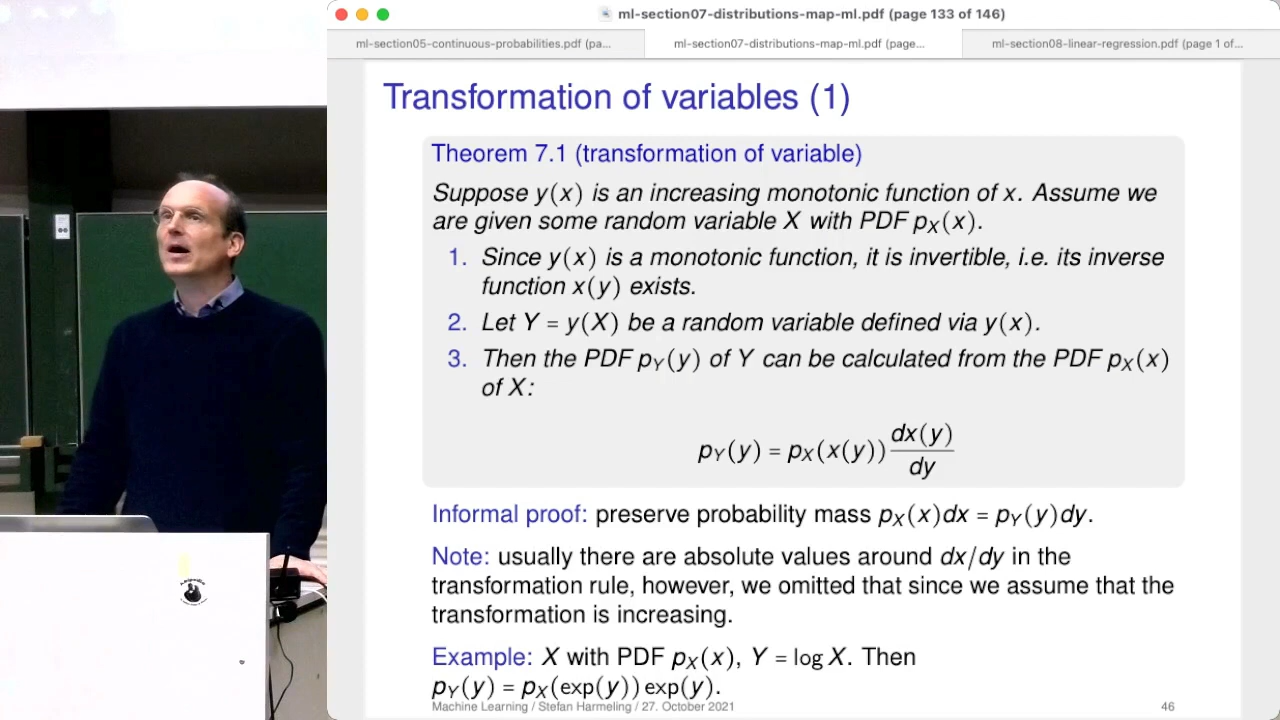 ml-section07-distributions-map-ml.pdf (page 133 of 146)
ml-section05-continuous-probabilities.pdf (pa...
ml-section07-distributions-map-ml.pdf (page...
ml-section08-linear-regression.pdf (page 1 of...
Transformation of variables (1)
Theorem 7.1 (transformation of variable)
Suppose y(x) is an increasing monotonic function of x. Assume we
are given some random variable X with PDF p_X(x).
1. Since y(x) is a monotonic function, it is invertible, i.e. its inverse
function x(y) exists.
2. Let Y = y(X) be a random variable defined via y(x).
3. Then the PDF p_Y(y) of Y can be calculated from the PDF p_X(x)
of X:
p_Y(y) = p_X(x(y)) dx(y)/dy
Informal proof: preserve probability mass p_X(x)dx = p_Y(y)dy.
Note: usually there are absolute values around dx/dy in the
transformation rule, however, we omitted that since we assume that the
transformation is increasing.
Example: X with PDF p_X(x), Y = log X. Then
p_Y(y) = p_X(exp(y)) exp(y).
Machine Learning / Stefan Harmeling / 27. October 2021
46